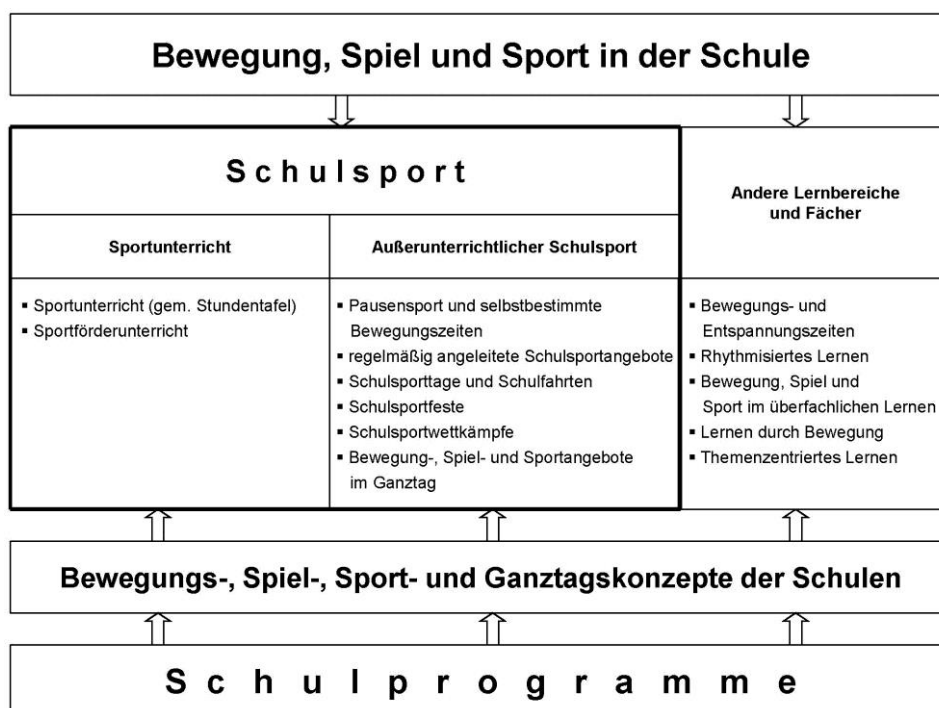 Bewegung, Spiel und Sport in der Schule
Schulsport
Sportunterricht
▪ Sportunterricht (gem. Stundentafel)
▪ Sportförderunterricht
Außerunterrichtlicher Schulsport
▪ Pausensport und selbstbestimmte
Bewegungszeiten
▪ regelmäßig angeleitete Schulsportangebote
▪ Schulsporttage und Schulfahrten
▪ Schulsportfeste
▪ Schulsportwettkämpfe
▪ Bewegung-, Spiel- und Sportangebote
im Ganztag
Andere Lernbereiche
und Fächer
▪ Bewegungs- und
Entspannungszeiten
▪ Rhythmisiertes Lernen
▪ Bewegung, Spiel und
Sport im überfachlichen Lernen
▪ Lernen durch Bewegung
▪ Themenzentriertes Lernen
Bewegungs-, Spiel-, Sport- und Ganztagskonzepte der Schulen
Schulprogramme